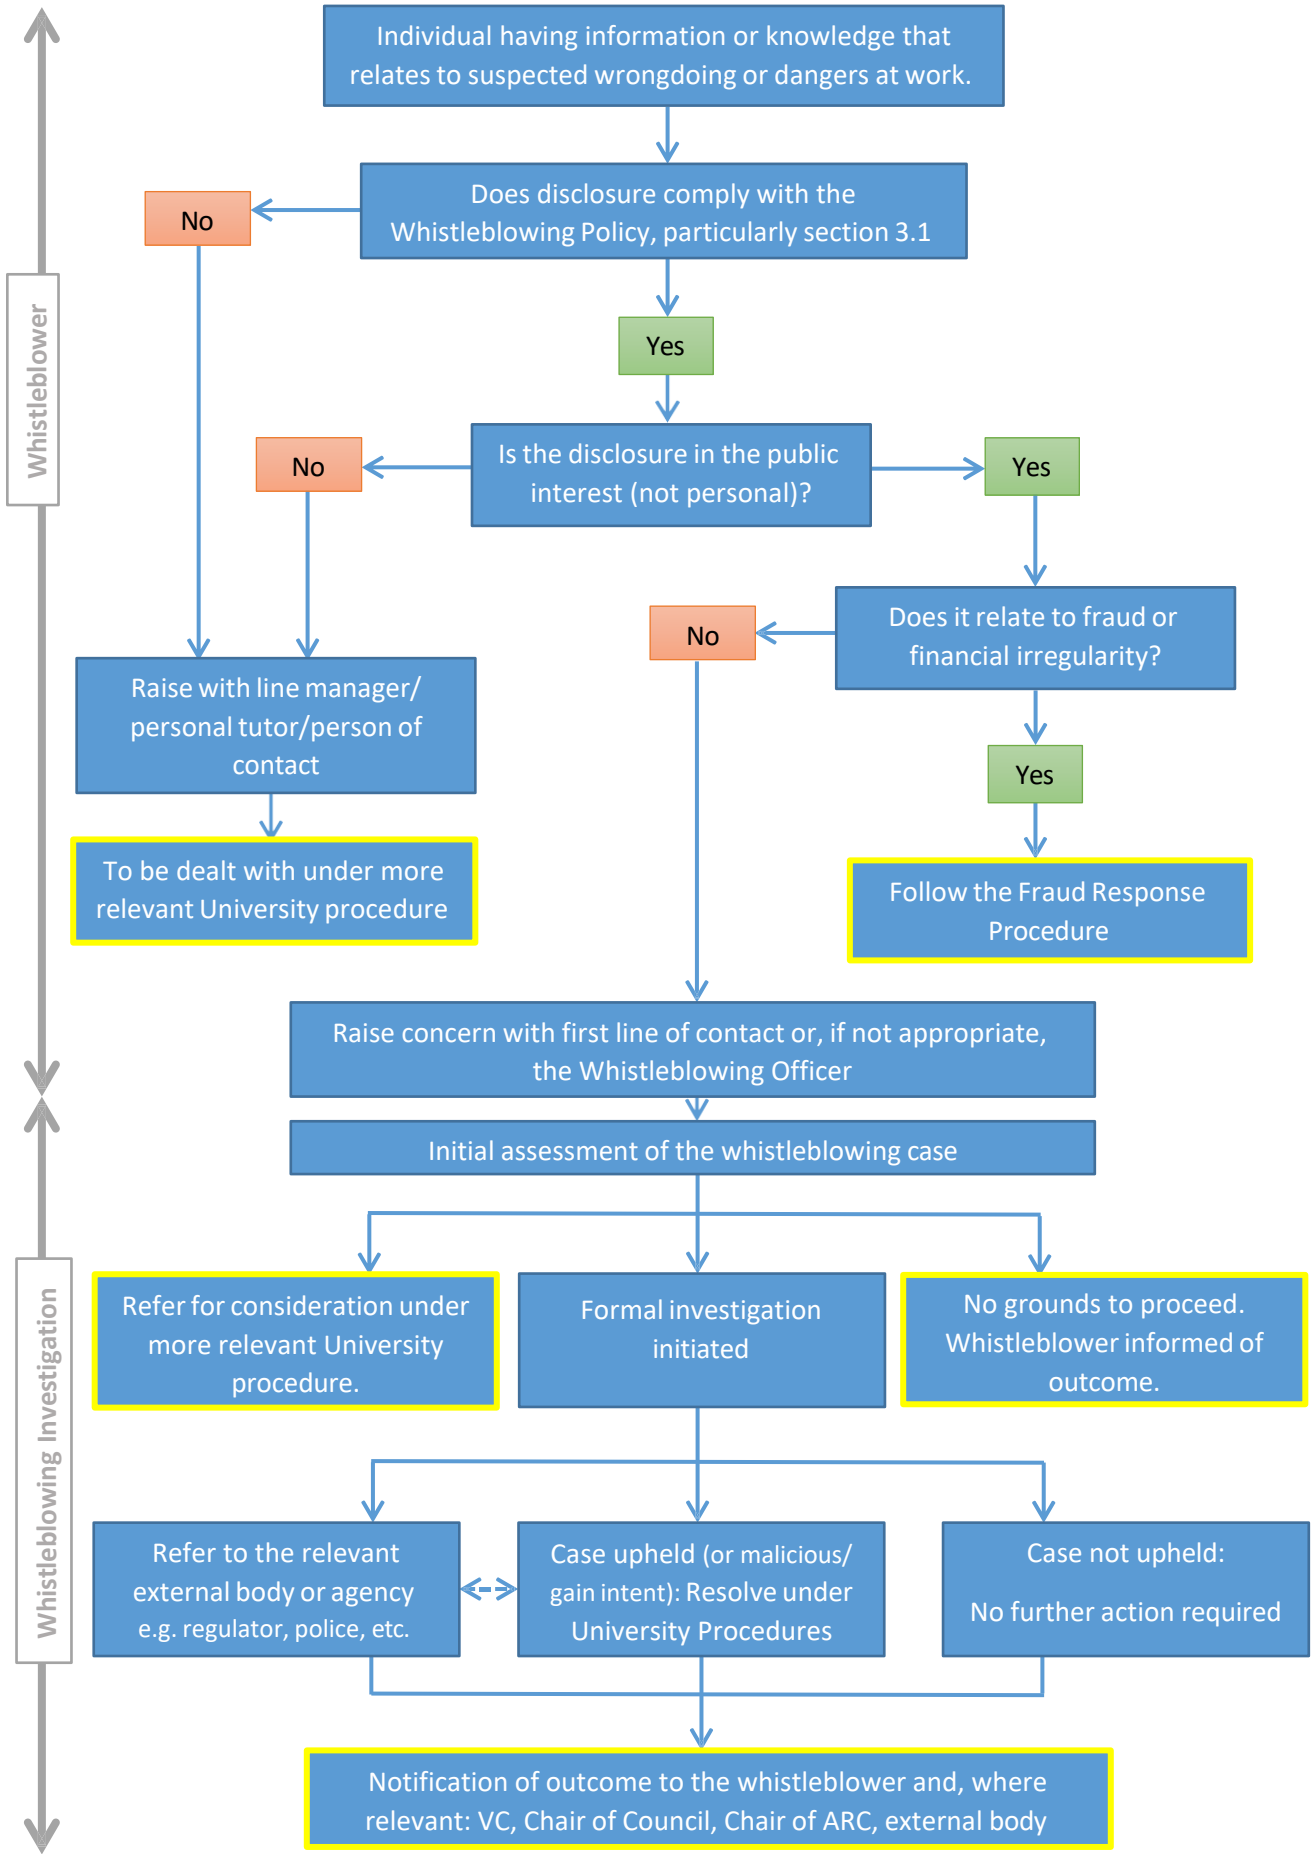 Individual having information or knowledge that
relates to suspected wrongdoing or dangers at work.
Does disclosure comply with the
Whistleblowing Policy, particularly section 3.1
No
Yes
Whistleblower
Is the disclosure in the public
interest (not personal)?
No
Yes
Does it relate to fraud or
financial irregularity?
No
Yes
Raise with line manager/
personal tutor/person of
contact
To be dealt with under more
relevant University procedure
Follow the Fraud Response
Procedure
Raise concern with first line of contact or, if not appropriate,
the Whistleblowing Officer
Initial assessment of the whistleblowing case
Whistleblowing Investigation
Refer for consideration under
more relevant University
procedure.
Formal investigation
initiated
No grounds to proceed.
Whistleblower informed of
outcome.
Refer to the relevant
external body or agency
e.g. regulator, police, etc.
Case upheld (or malicious/
gain intent): Resolve under
University Procedures
Case not upheld:
No further action required
Notification of outcome to the whistleblower and, where
relevant: VC, Chair of Council, Chair of ARC, external body